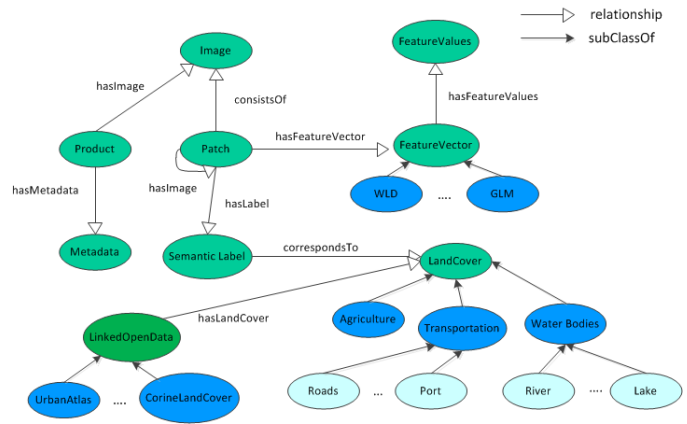 relationship
subClassOf
Image
FeatureValues
hasImage
consistsOf
hasFeatureValues
Product
Patch
hasFeatureVector
FeatureVector
hasMetadata
hasImage
hasLabel
WLD
....
GLM
Metadata
Semantic Label
correspondsTo
LandCover
hasLandCover
Agriculture
Transportation
Water Bodies
LinkedOpenData
UrbanAtlas
....
CorineLandCover
Roads
...
Port
River
....
Lake